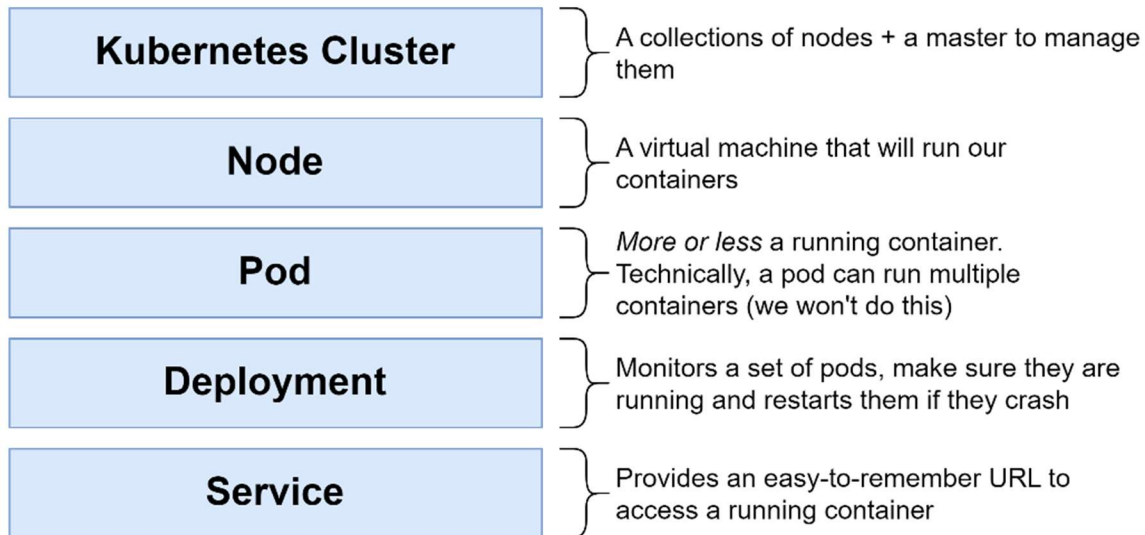 Kubernetes Cluster
A collections of nodes + a master to manage
them
Node
A virtual machine that will run our
containers
Pod
More or less a running container.
Technically, a pod can run multiple
containers (we won't do this)
Deployment
Monitors a set of pods, make sure they are
running and restarts them if they crash
Service
Provides an easy-to-remember URL to
access a running container